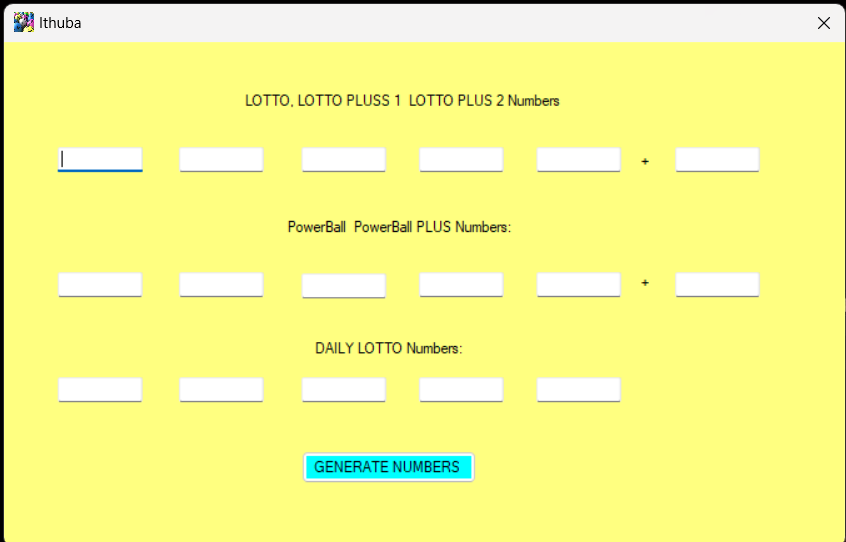 Ithuba
LOTTO, LOTTO PLUSS 1  LOTTO PLUS 2 Numbers
+
PowerBall  PowerBall PLUS Numbers:
+
DAILY LOTTO Numbers:
GENERATE NUMBERS